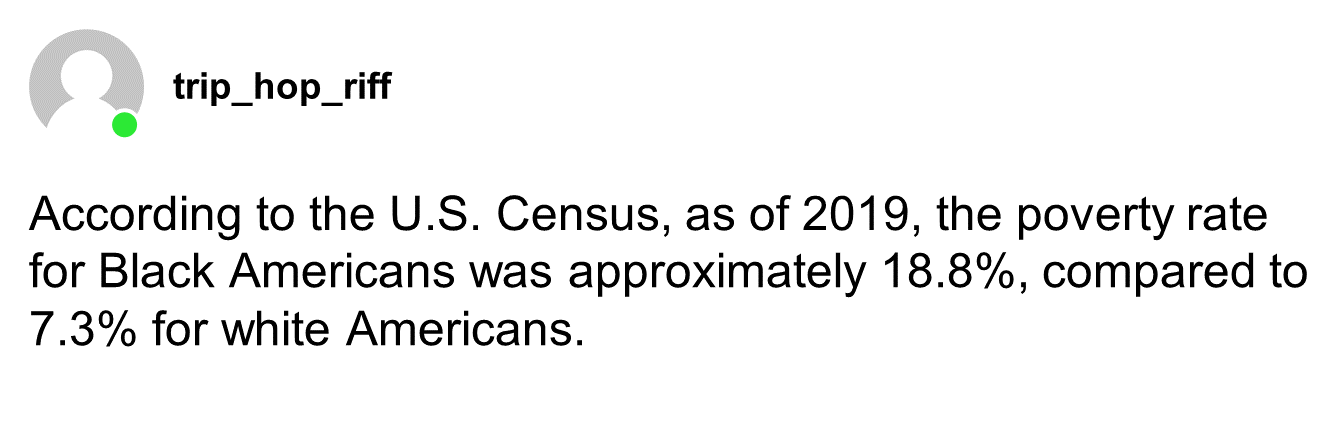 trip_hop_riff
According to the U.S. Census, as of 2019, the poverty rate
for Black Americans was approximately 18.8%, compared to
7.3% for white Americans.